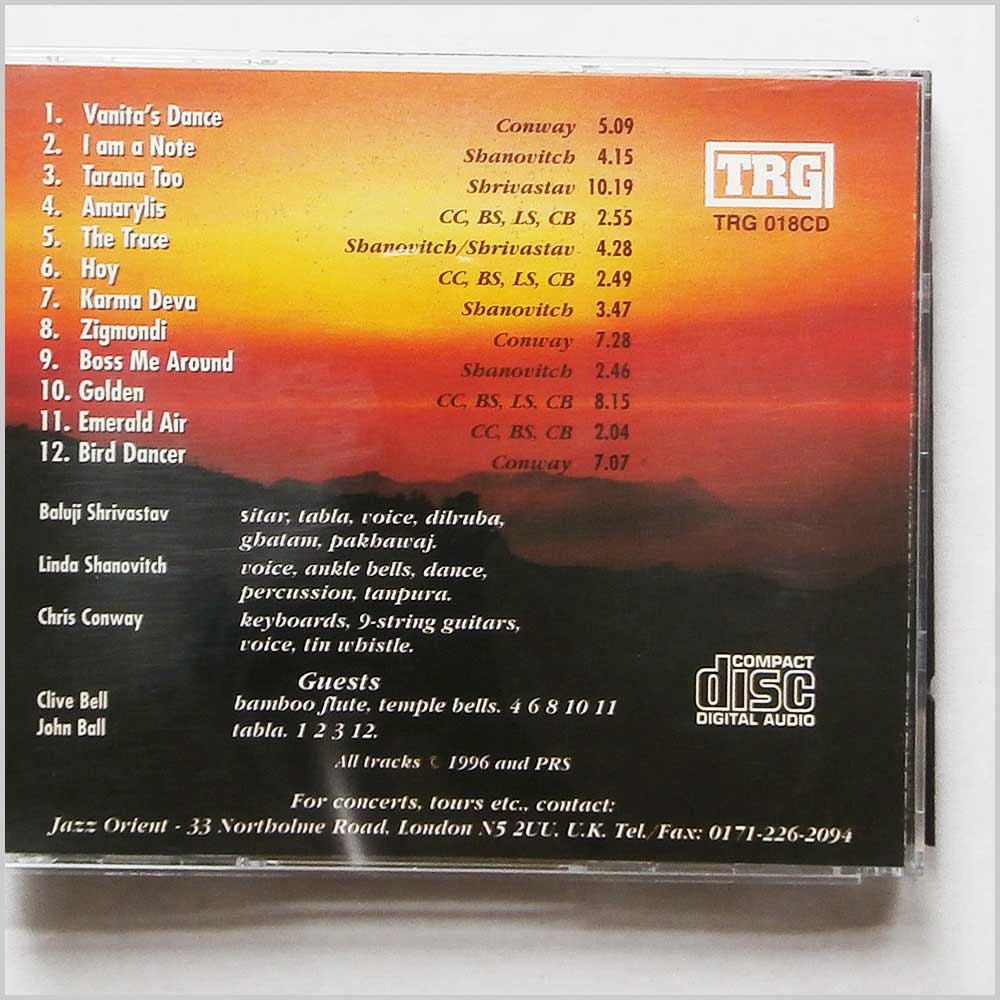 1. Vanita's Dance Conway 5.09
2. I am a Note Shanovitch 4.15
3. Tarana Too Shrivastav 10.19
4. Amarylis CC, BS, LS, CB 2.55
5. The Trace Shanovitch/Shrivastav 4.28
6. Hoy CC, BS, LS, CB 2.49
7. Karma Deva Shanovitch 3.47
8. Zigmondi Conway 7.28
9. Boss Me Around Shanovitch 2.46
10. Golden CC, BS, LS, CB 8.15
11. Emerald Air CC, BS, CB 2.04
12. Bird Dancer Conway 7.07
TRG
TRG 018CD
Baluji Shrivastav sitar, tabla, voice, dilruba,
ghatam, pakhawaj.
Linda Shanovitch voice, ankle bells, dance,
percussion, tanpura.
Chris Conway keyboards, 9-string guitars,
voice, tin whistle.
Guests
Clive Bell bamboo flute, temple bells. 4 6 8 10 11
John Ball tabla. 1 2 3 12.
COMPACT
disc
DIGITAL AUDIO
All tracks © 1996 and PRS
For concerts, tours etc., contact:
Jazz Orient - 33 Northolme Road, London N5 2UU, U.K. Tel./Fax: 0171-226-2094